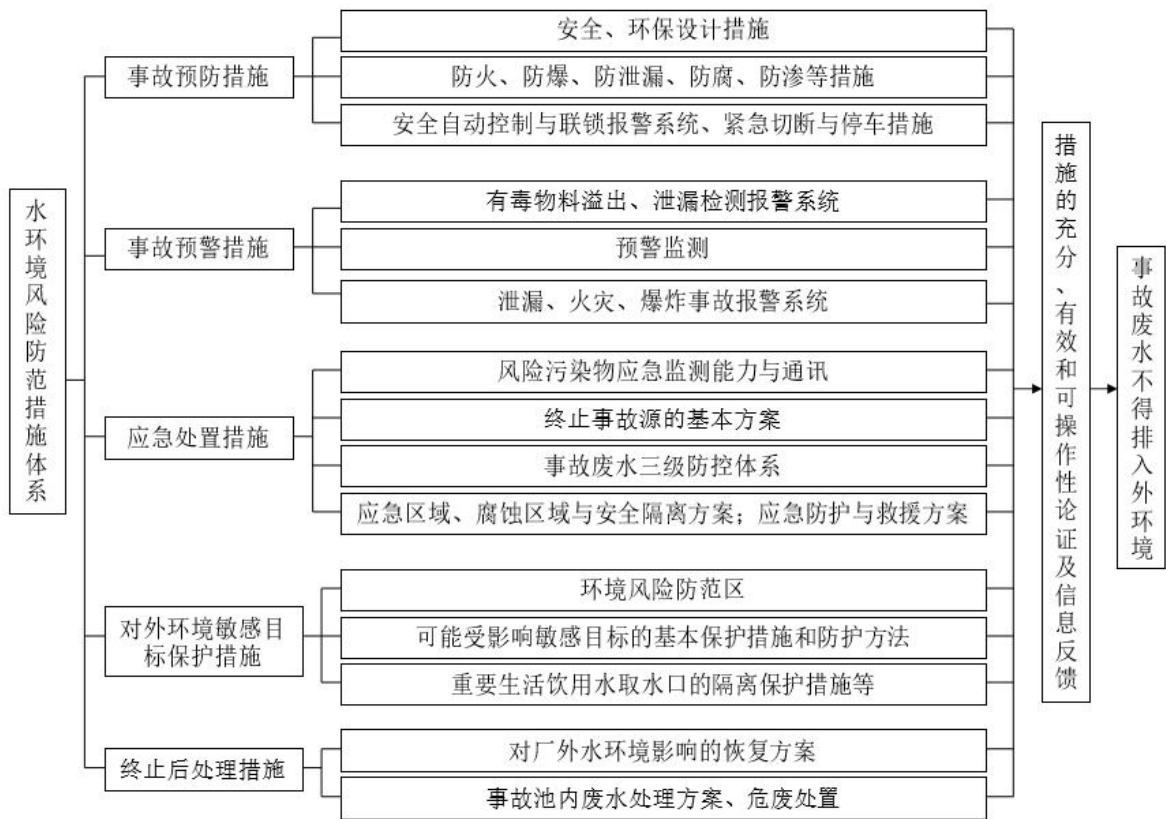 水环境风险防范措施体系
事故预防措施
安全、环保设计措施
防火、防爆、防泄漏、防腐、防渗等措施
安全自动控制与联锁报警系统、紧急切断与停车措施
事故预警措施
有毒物料溢出、泄漏检测报警系统
预警监测
泄漏、火灾、爆炸事故报警系统
应急处置措施
风险污染物应急监测能力与通讯
终止事故源的基本方案
事故废水三级防控体系
应急区域、腐蚀区域与安全隔离方案；应急防护与救援方案
对外环境敏感目
标保护措施
环境风险防范区
可能受影响敏感目标的基本保护措施和防护方法
重要生活饮用水取水口的隔离保护措施等
终止后处理措施
对厂外水环境影响的恢复方案
事故池内废水处理方案、危废处置
措施的充分、有效和可操作性论证及信息反馈
事故废水不得排入外环境